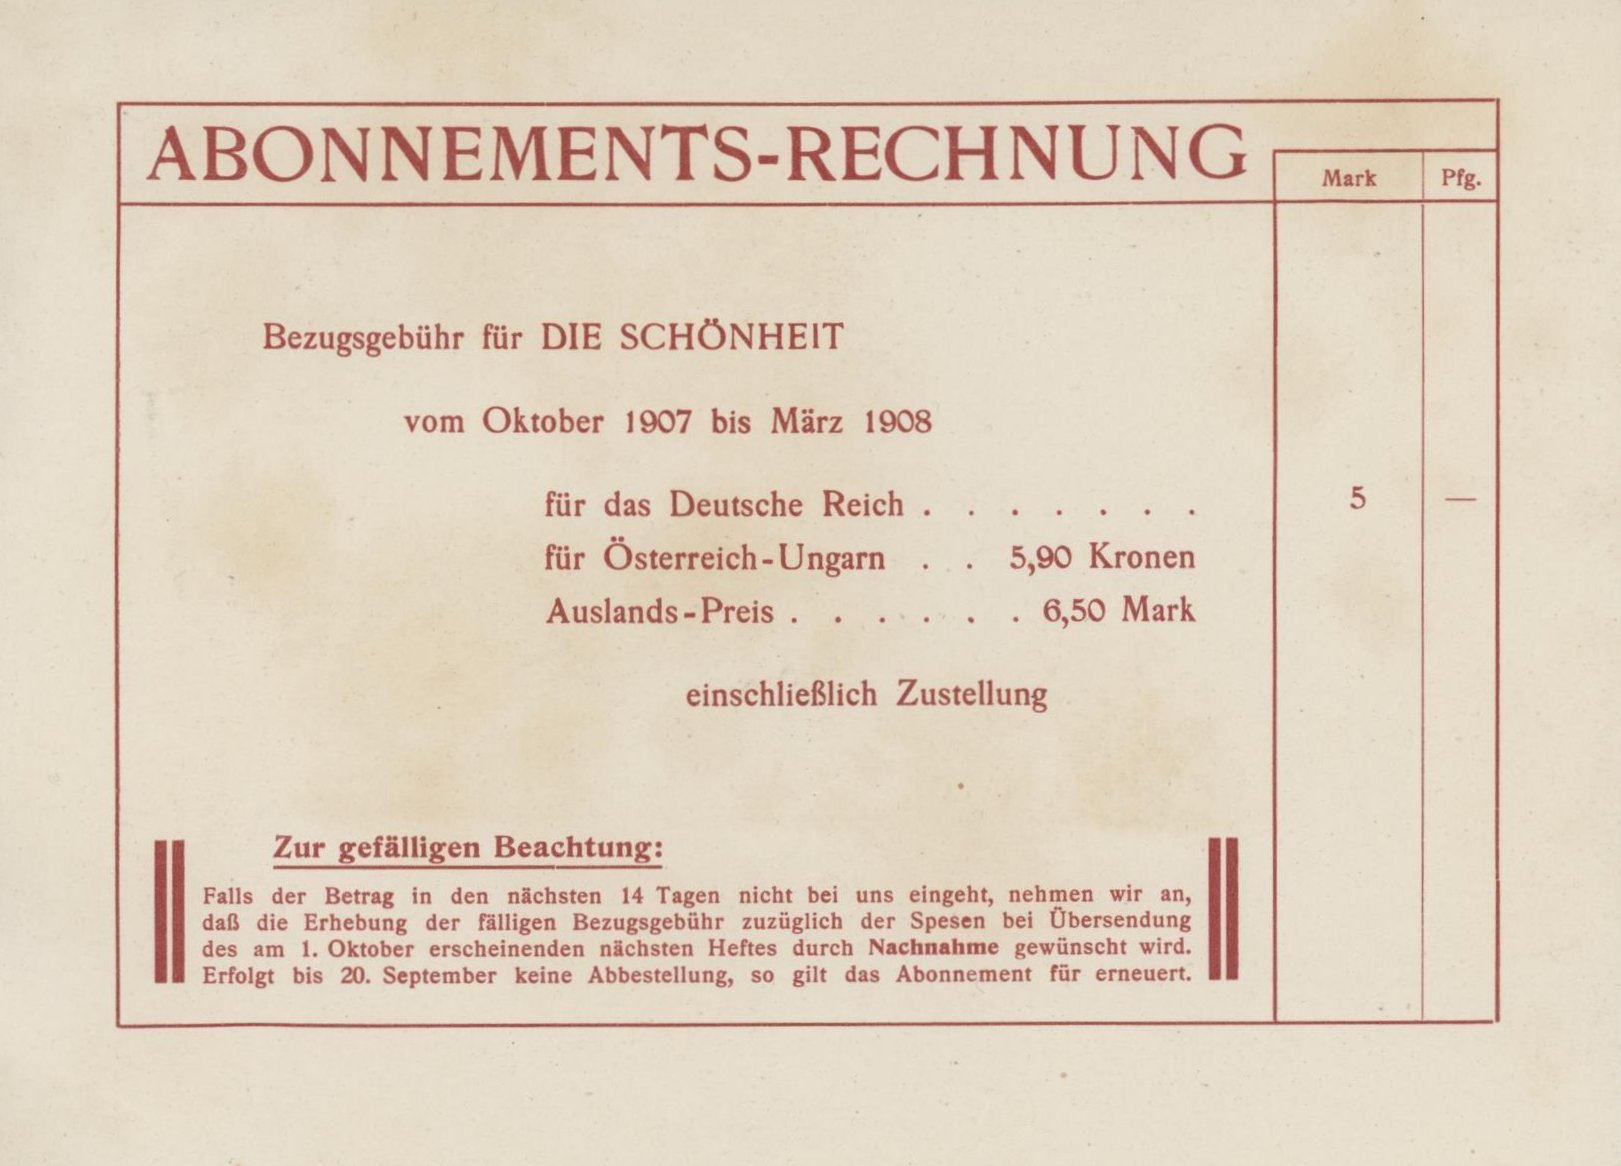 ABONNEMENTS-RECHNUNG
Mark Pfg.
Bezugsgebühr für DIE SCHÖNHEIT
vom Oktober 1907 bis März 1908
für das Deutsche Reich . . . . . . . 5 —
für Österreich-Ungarn . . 5,90 Kronen
Auslands-Preis . . . . . . 6,50 Mark
einschließlich Zustellung
Zur gefälligen Beachtung:
Falls der Betrag in den nächsten 14 Tagen nicht bei uns eingeht, nehmen wir an,
daß die Erhebung der fälligen Bezugsgebühr zuzüglich der Spesen bei Übersendung
des am 1. Oktober erscheinenden nächsten Heftes durch Nachnahme gewünscht wird.
Erfolgt bis 20. September keine Abbestellung, so gilt das Abonnement für erneuert.